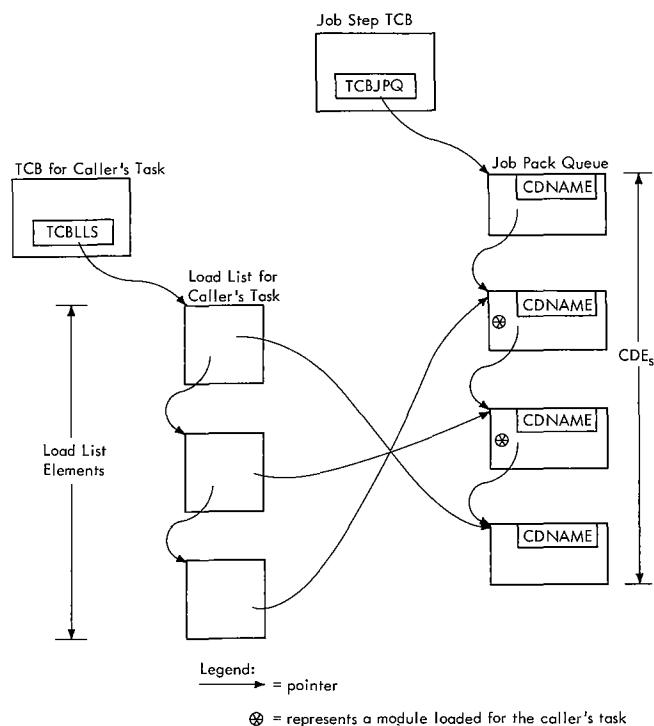 Job Step TCB
TCBJPQ
TCB for Caller's Task
TCBLLS
Job Pack Queue
CDNAME
Load List for
Caller's Task
CDNAME
CDEs
CDNAME
Load List
Elements
CDNAME
Legend:
= pointer
= represents a module loaded for the caller's task